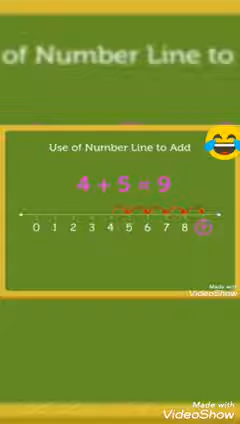 of Number Line to
Use of Number Line to Add
4 + 5 = 9
0 1 2 3 4 5 6 7 8 9
Made with
VideoShow
Made with
VideoShow